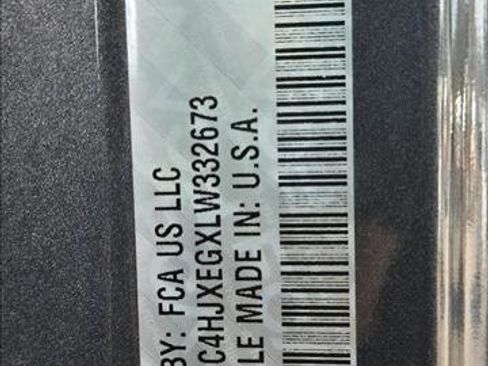 BY: FCA US LLC
C4HJXEGXLW332673
LE MADE IN: U.S.A.